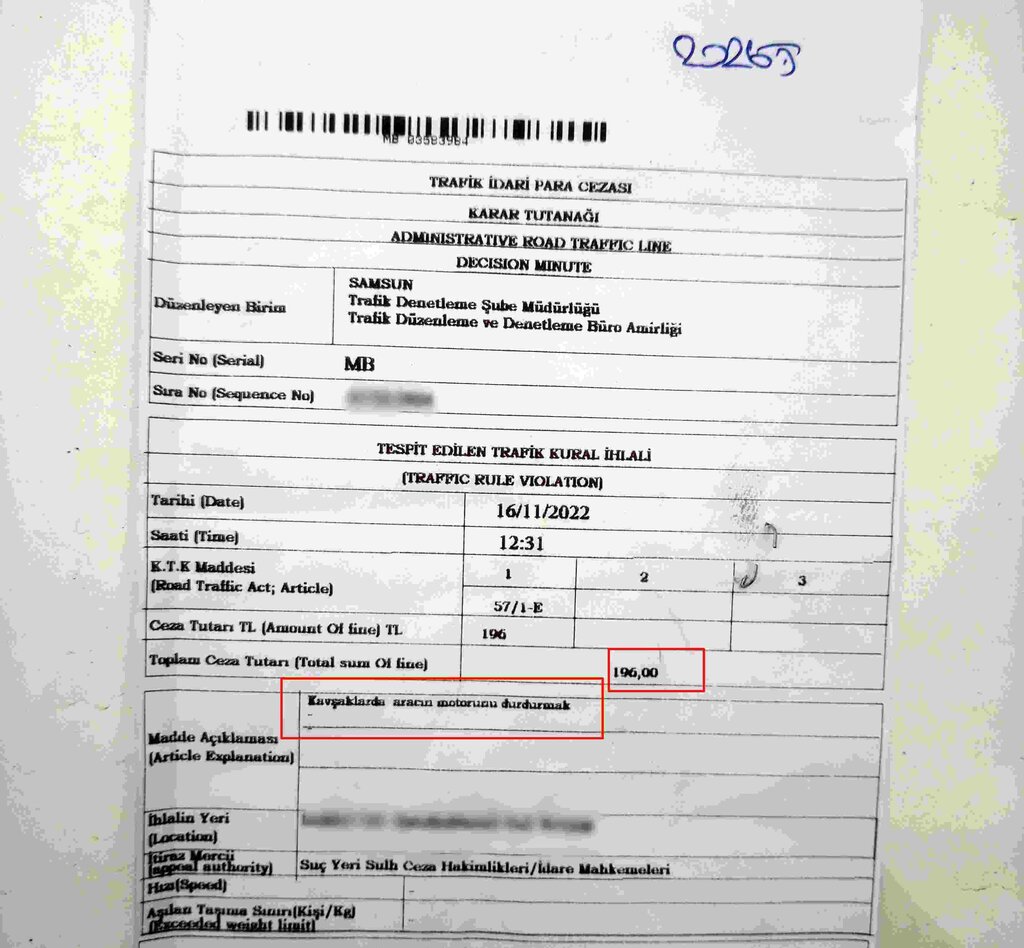 MB 03583984
TRAFİK İDARİ PARA CEZASI
KARAR TUTANAĞI
ADMINISTRATIVE ROAD TRAFFIC LINE
DECISION MINUTE
Düzenleyen Birim
SAMSUN
Trafik Denetleme Şube Müdürlüğü
Trafik Düzenleme ve Denetleme Büro Amirliği
Seri No (Serial) MB
Sıra No (Sequence No)
TESPİT EDİLEN TRAFİK KURAL İHLALİ
(TRAFFIC RULE VIOLATION)
Tarihi (Date) 16/11/2022
Saati (Time) 12:31
K.T.K Maddesi
(Road Traffic Act; Article)
1 2 3
57/1-E
Ceza Tutarı TL (Amount Of fine) TL 196
Toplam Ceza Tutarı (Total sum Of fine) 196,00
Kavşaklarda aracın motorunu durdurmak
Madde Açıklaması
(Article Explanation)
İhlalin Yeri
(Location)
İtiraz Mercii
(appeal authority)
Suç Yeri Sulh Ceza Hakimlikleri/İdare Mahkemeleri
Hızı(Speed)
Aşılan Taşıma Sınırı(Kişi/Kg)
(Exceeded weight limit)